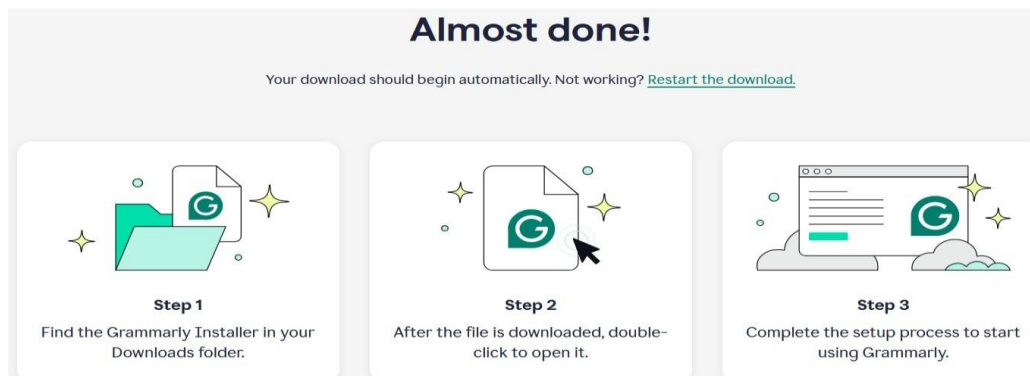 Almost done!
Your download should begin automatically. Not working? Restart the download.
Step 1
Find the Grammarly Installer in your
Downloads folder.
Step 2
After the file is downloaded, double-
click to open it.
Step 3
Complete the setup process to start
using Grammarly.